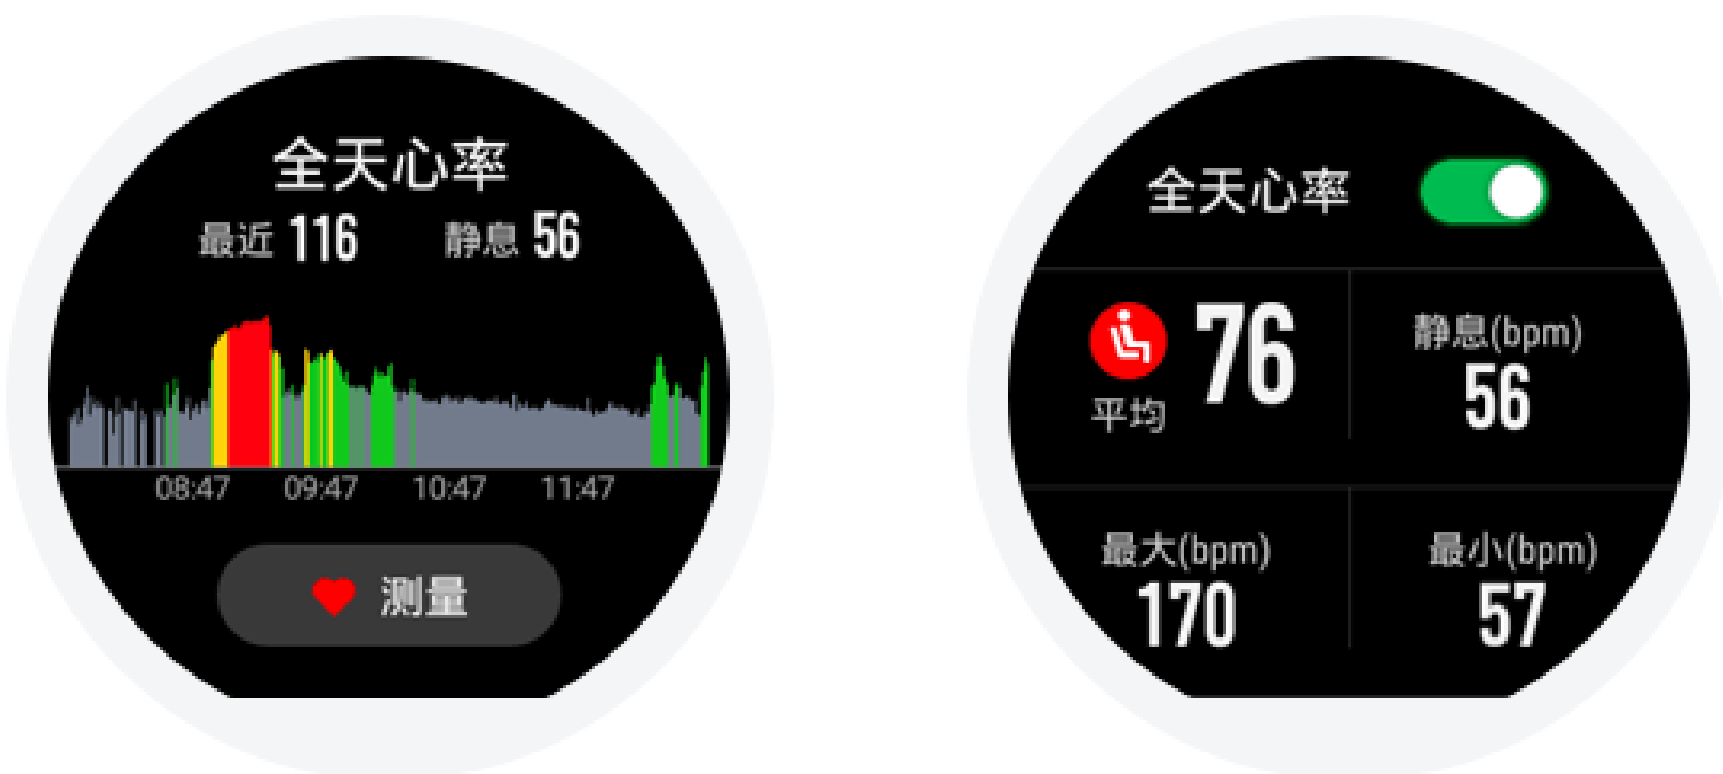 全天心率
最近 116 静息 56
08:47 09:47 10:47 11:47
测量
全天心率
76 平均
静息(bpm)
56
最大(bpm)
170
最小(bpm)
57